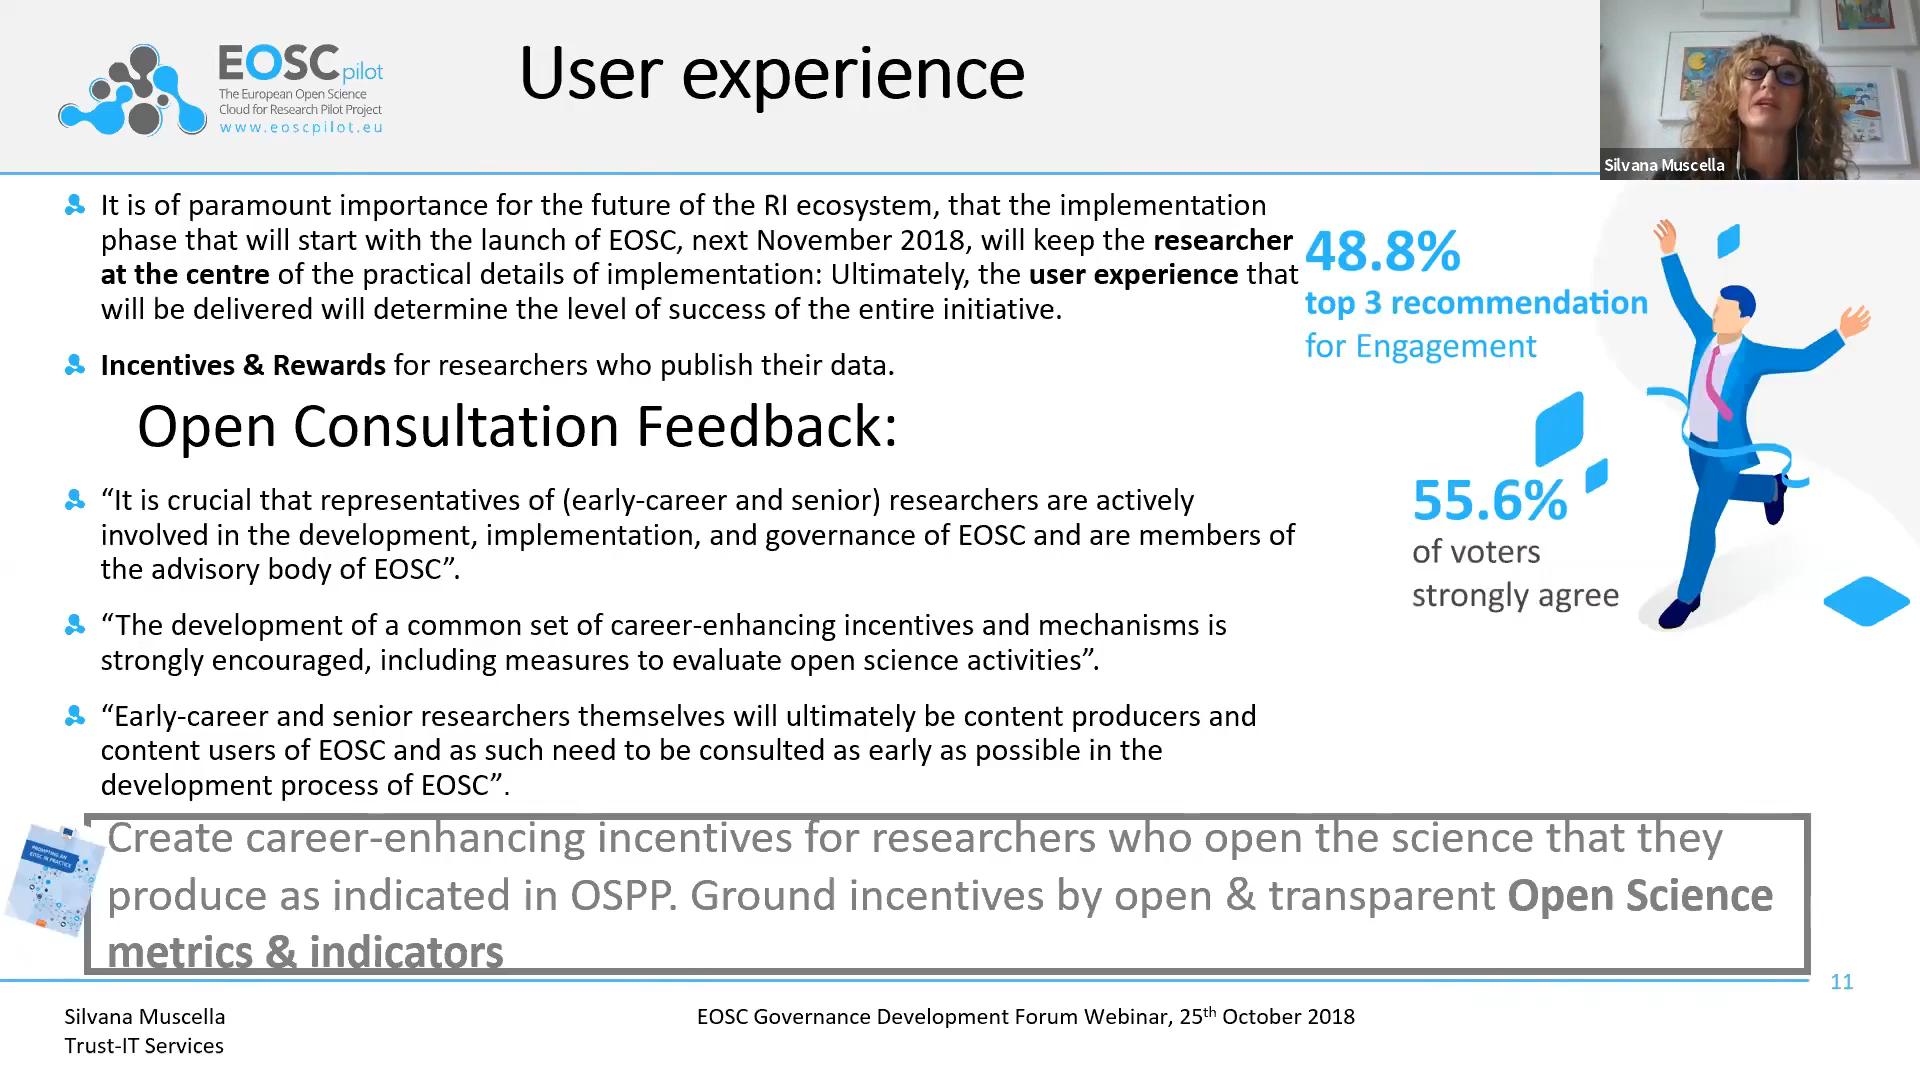 EOSCpilot
The European Open Science
Cloud for Research Pilot Project
www.eoscpilot.eu
User experience
Silvana Muscella
It is of paramount importance for the future of the RI ecosystem, that the implementation
phase that will start with the launch of EOSC, next November 2018, will keep the researcher
at the centre of the practical details of implementation: Ultimately, the user experience that
will be delivered will determine the level of success of the entire initiative.
Incentives & Rewards for researchers who publish their data.
48.8%
top 3 recommendation
for Engagement
Open Consultation Feedback:
“It is crucial that representatives of (early-career and senior) researchers are actively
involved in the development, implementation, and governance of EOSC and are members of
the advisory body of EOSC”.
“The development of a common set of career-enhancing incentives and mechanisms is
strongly encouraged, including measures to evaluate open science activities”.
“Early-career and senior researchers themselves will ultimately be content producers and
content users of EOSC and as such need to be consulted as early as possible in the
development process of EOSC”.
55.6%
of voters
strongly agree
PROMPTING AN
EOSC IN PRACTICE
Create career-enhancing incentives for researchers who open the science that they
produce as indicated in OSPP. Ground incentives by open & transparent Open Science
metrics & indicators
11
Silvana Muscella
Trust-IT Services
EOSC Governance Development Forum Webinar, 25th October 2018